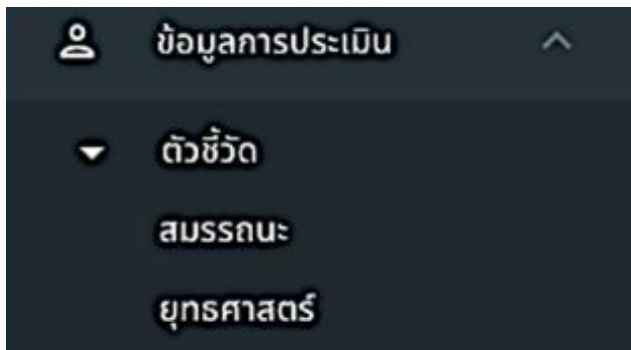 ข้อมูลการประเมิน
ตัวชี้วัด
สมรรถนะ
ยุทธศาสตร์